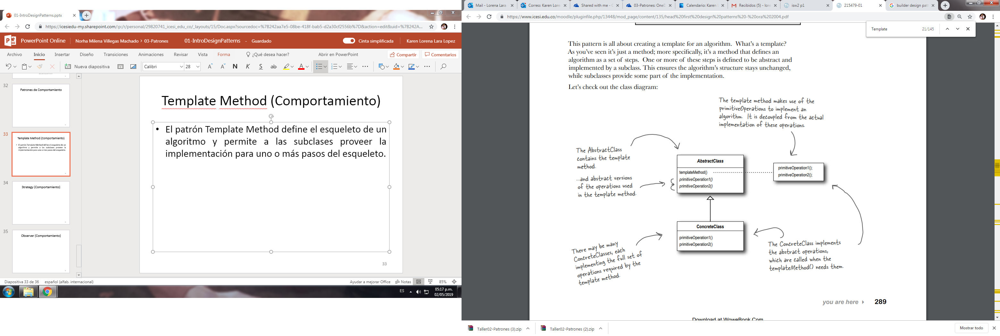 01-IntroDesignPatterns.pptx
https://icesiedu-my.sharepoint.com/:p:/r/personal/29820741_icesi_edu_co/_layouts/15/Doc.aspx?sourcedoc=%7B242aa7e5-08be-418f-bab5-d2a30cf2556b%7D&action=edit&uid=%7B242A...
PowerPoint Online
Norha Milena Villegas Machado > 03-Patrones
01-IntroDesignPatterns - Guardado
Cinta simplificada
Karen Lorena Lara Lopez
Archivo Inicio Insertar Diseño Transiciones Animaciones Revisar Vista Forma ¿Qué desea hacer? Abrir en PowerPoint Compartir Comentarios
Nueva diapositiva Calibri 28 N K S ab A
32
Patrones de Comportamiento
33
Template Method (Comportamiento)
• El patrón Template Method define el esqueleto de un
algoritmo y permite a las subclases proveer la
implementación para uno o más pasos del esqueleto.
34
Strategy (Comportamiento)
35
Observer (Comportamiento)
Template Method (Comportamiento)
• El patrón Template Method define el esqueleto de un
algoritmo y permite a las subclases proveer la
implementación para uno o más pasos del esqueleto.
33
Diapositiva 33 de 36 español (alfab. internacional) Ayudar a mejorar Office Notas 85%
ES 05:17 p.m.
02/05/2019
Mail - Lorena Lara
Correo: Karen Lore
Shared with me - 
03-Patrones: OneD
Calendario: Karen
Recibidos (5) - lore
isw2 p1
215479-01
builder design pat
https://www.icesi.edu.co/moodle/pluginfile.php/13448/mod_page/content/135/head%20first%20design%20patterns%20-%20ora%202004.pdf
Template 21/145
This pattern is all about creating a template for an algorithm. What's a template?
As you've seen it's just a method; more specifically, it's a method that defines an
algorithm as a set of steps. One or more of these steps is defined to be abstract and
implemented by a subclass. This ensures the algorithm's structure stays unchanged,
while subclasses provide some part of the implementation.
Let's check out the class diagram:
The template method makes use of the
primitiveOperations to implement an
algorithm. It is decoupled from the actual
implementation of these operations.
The AbstractClass
contains the template
method.
...and abstract versions
of the operations used
in the template method.
AbstractClass
templateMethod()
primitiveOperation1()
primitiveOperation2()
primitiveOperation1();
primitiveOperation2();
ConcreteClass
primitiveOperation1()
primitiveOperation2()
There may be many
ConcreteClasses, each
implementing the full set of
operations required by the
template method.
The ConcreteClass implements
the abstract operations,
which are called when the
templateMethod() needs them.
you are here 289
Download at WoweBook.Com
Taller02-Patrones (3).zip
Taller02-Patrones (2).zip
Mostrar todo